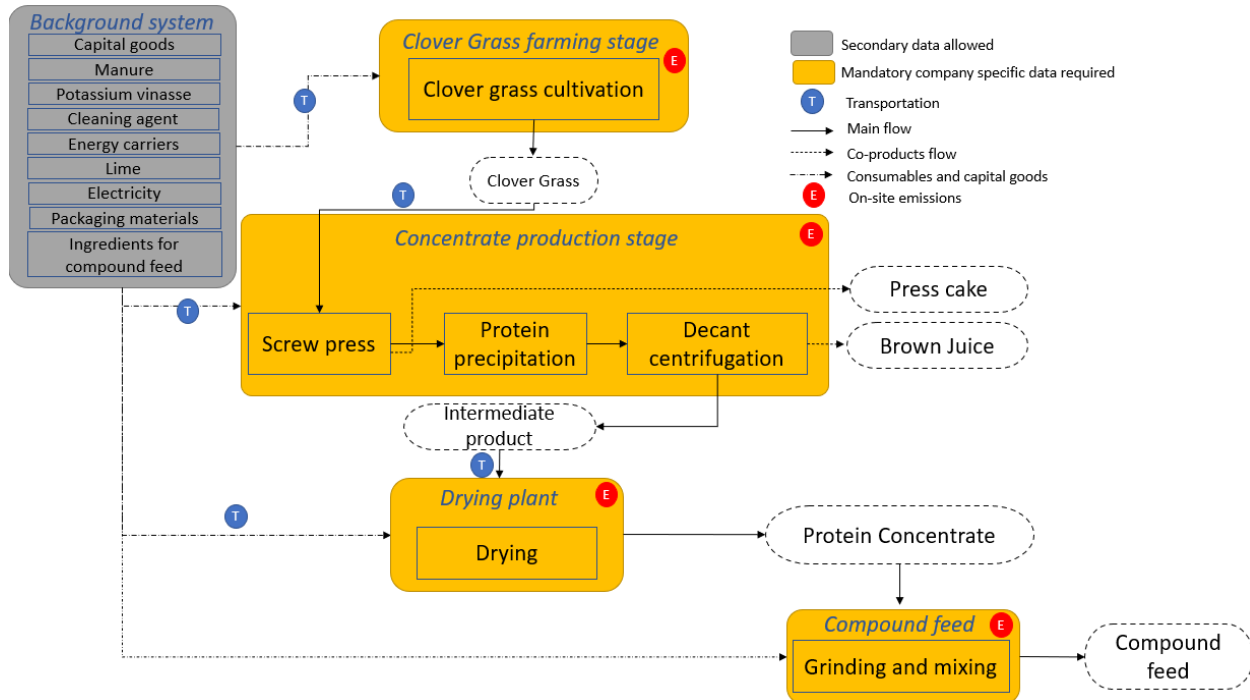 Background system
Capital goods
Manure
Potassium vinasse
Cleaning agent
Energy carriers
Lime
Electricity
Packaging materials
Ingredients for
compound feed
T
Clover Grass farming stage
E
Clover grass cultivation
Clover Grass
T
Secondary data allowed
Mandatory company specific data required
T
Transportation
Main flow
Co-products flow
Consumables and capital goods
E
On-site emissions
Concentrate production stage
E
T
Screw press
Protein
precipitation
Decant
centrifugation
Press cake
Brown Juice
Intermediate
product
T
Drying plant
E
T
Drying
Protein Concentrate
Compound feed
E
Grinding and mixing
Compound
feed